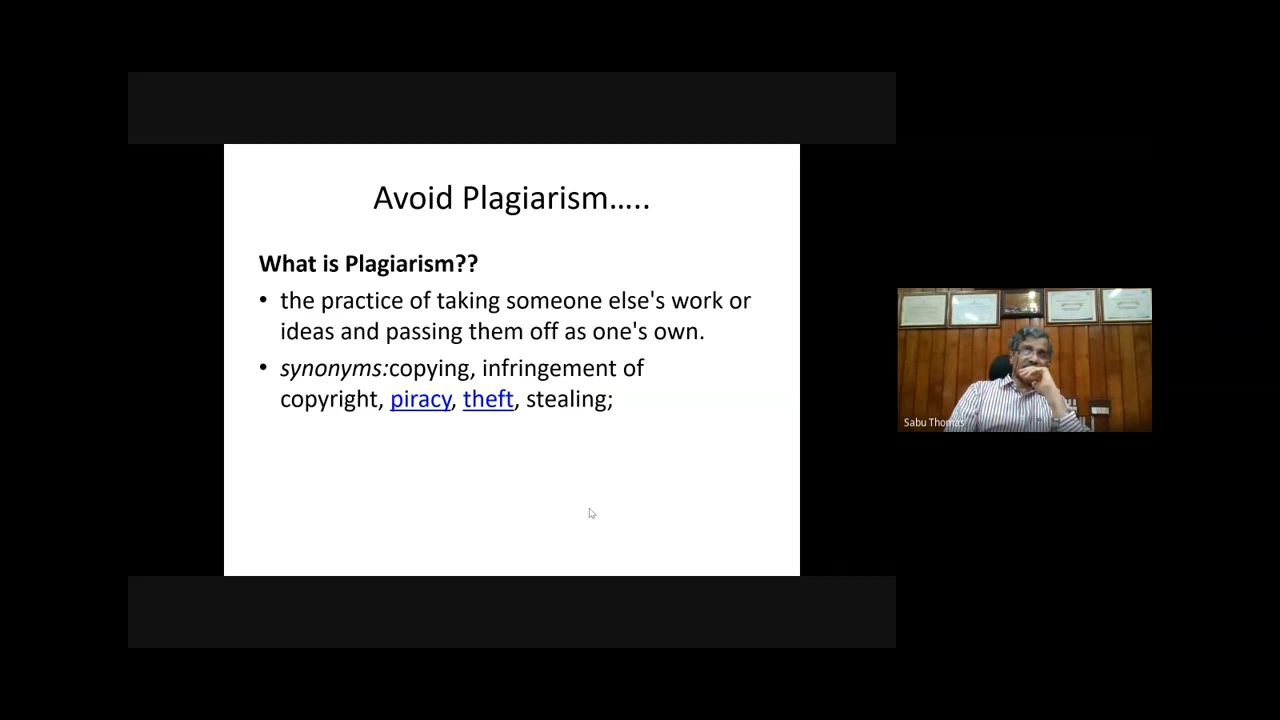 Avoid Plagiarism…..
What is Plagiarism??
• the practice of taking someone else's work or
ideas and passing them off as one's own.
• synonyms:copying, infringement of
copyright, piracy, theft, stealing;
Sabu Thomas